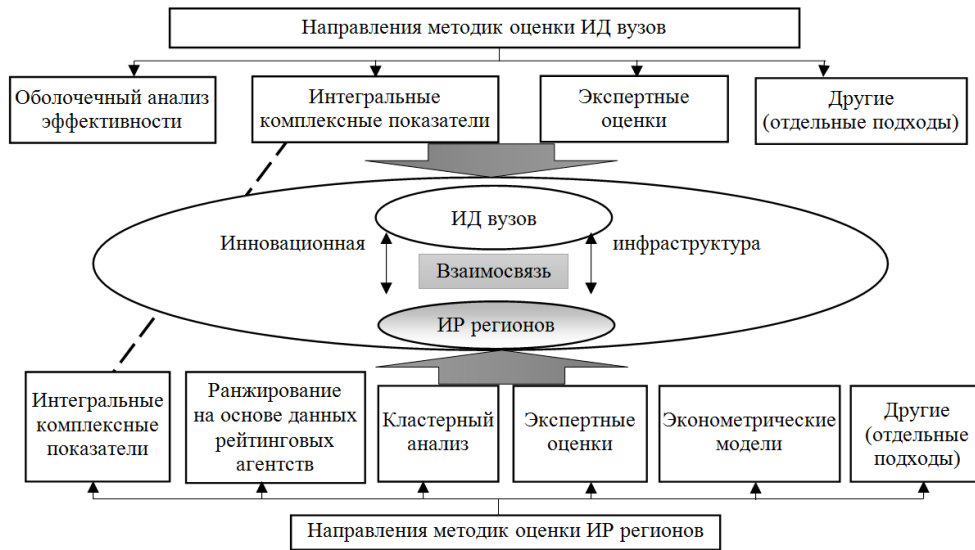 Направления методик оценки ИД вузов
Оболочечный анализ
эффективности
Интегральные
комплексные показатели
Экспертные
оценки
Другие
(отдельные подходы)
ИД вузов
Инновационная
инфраструктура
Взаимосвязь
ИР регионов
Интегральные
комплексные
показатели
Ранжирование
на основе данных
рейтинговых
агентств
Кластерный
анализ
Экспертные
оценки
Эконометрические
модели
Другие
(отдельные
подходы)
Направления методик оценки ИР регионов